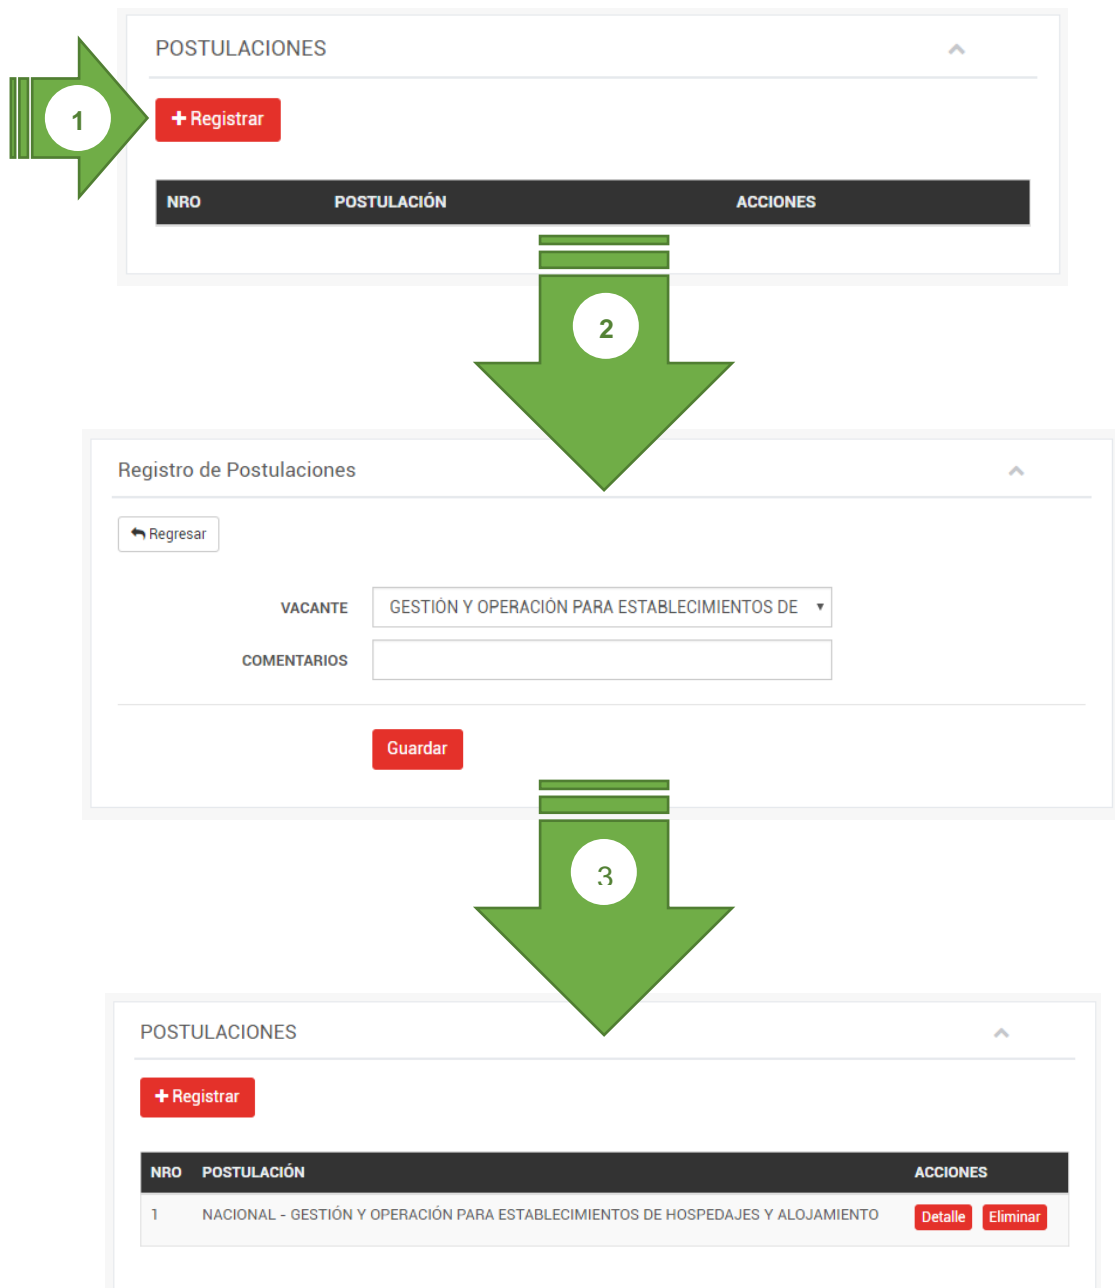 POSTULACIONES
1
Registrar
NRO POSTULACIÓN ACCIONES
2
Registro de Postulaciones
Regresar
VACANTE GESTIÓN Y OPERACIÓN PARA ESTABLECIMIENTOS DE
COMENTARIOS
Guardar
3
POSTULACIONES
Registrar
NRO POSTULACIÓN ACCIONES
1 NACIONAL - GESTIÓN Y OPERACIÓN PARA ESTABLECIMIENTOS DE HOSPEDAJES Y ALOJAMIENTO Detalle Eliminar